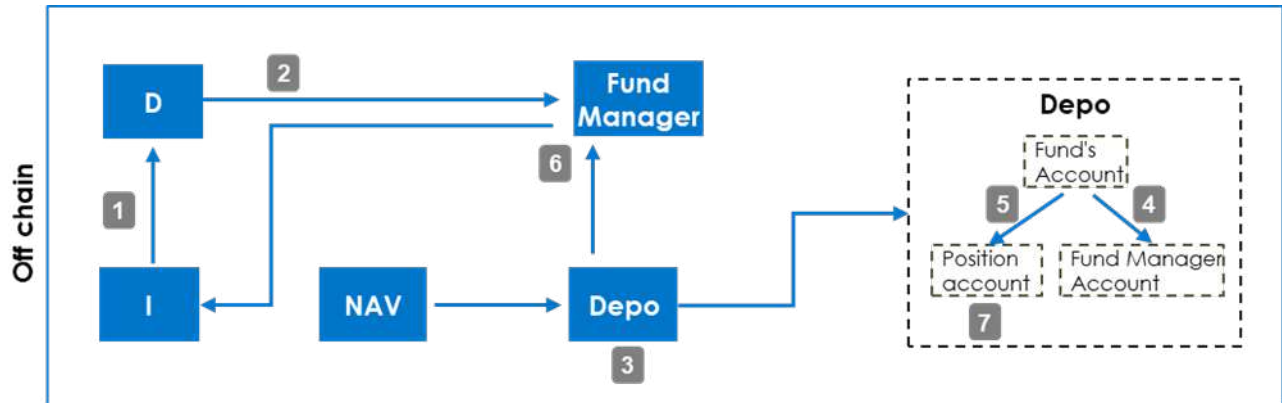 Off chain
D
2
Fund
Manager
6
1
I
NAV
Depo
3
Depo
Fund's
Account
5
4
Position
account
Fund Manager
Account
7